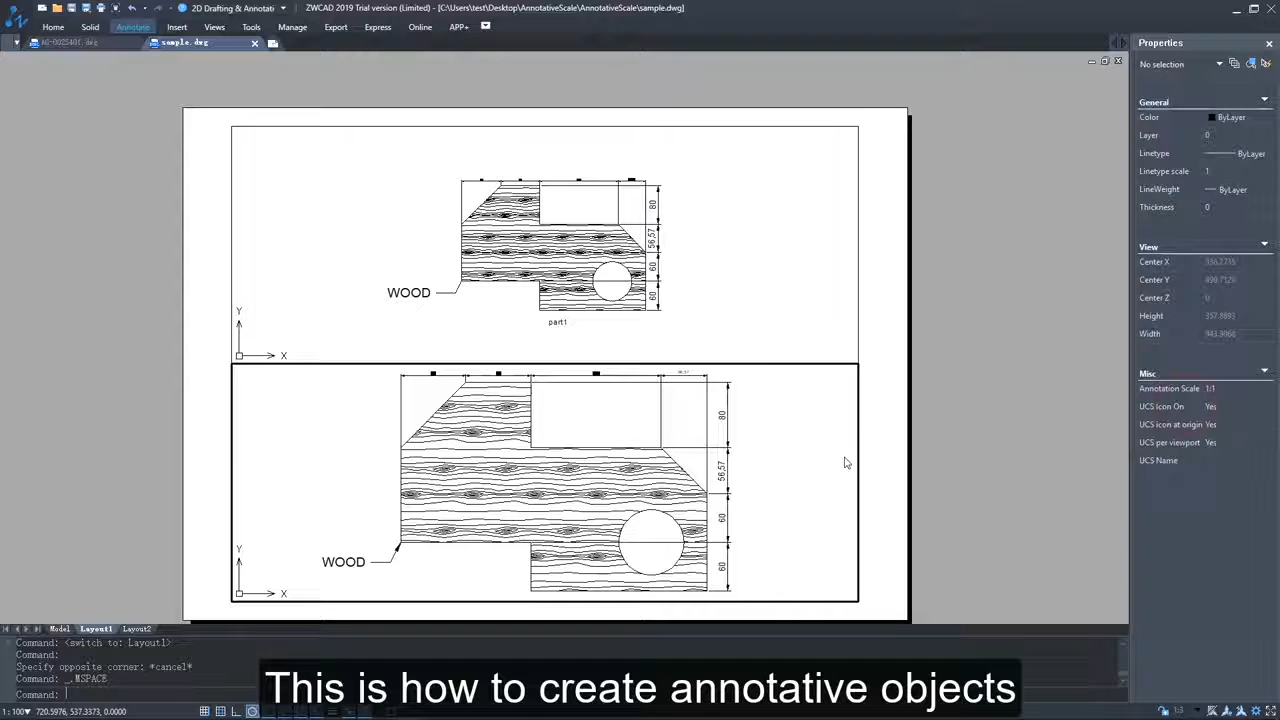 2D Drafting & Annotati
ZWCAD 2019 Trial version (Limited) - [C:\Users\test\Desktop\AnnotativeScale\AnnotativeScale\sample.dwg]
Home Solid Annotate Insert Views Tools Manage Export Express Online APP+
sample.dwg
Properties
No selection
General
Color ByLayer
Layer 0
Linetype ByLayer
Linetype scale 1
LineWeight ByLayer
Thickness 0
View
Center X
Center Y
Center Z 0
Height
Width
Misc
Annotation Scale 1:1
UCS icon On Yes
UCS icon at origin Yes
UCS per viewport Yes
UCS Name
80
56,57
60
60
WOOD
part1
Y
X
80
56,57
60
60
WOOD
Y
X
Model Layout1 Layout2
Command: <switch to: Layout1>
Command:
Specify opposite corner: *cancel*
Command: _.MSPACE
Command:
This is how to create annotative objects
1:100 720.5976, 537.3373, 0.0000
1:3